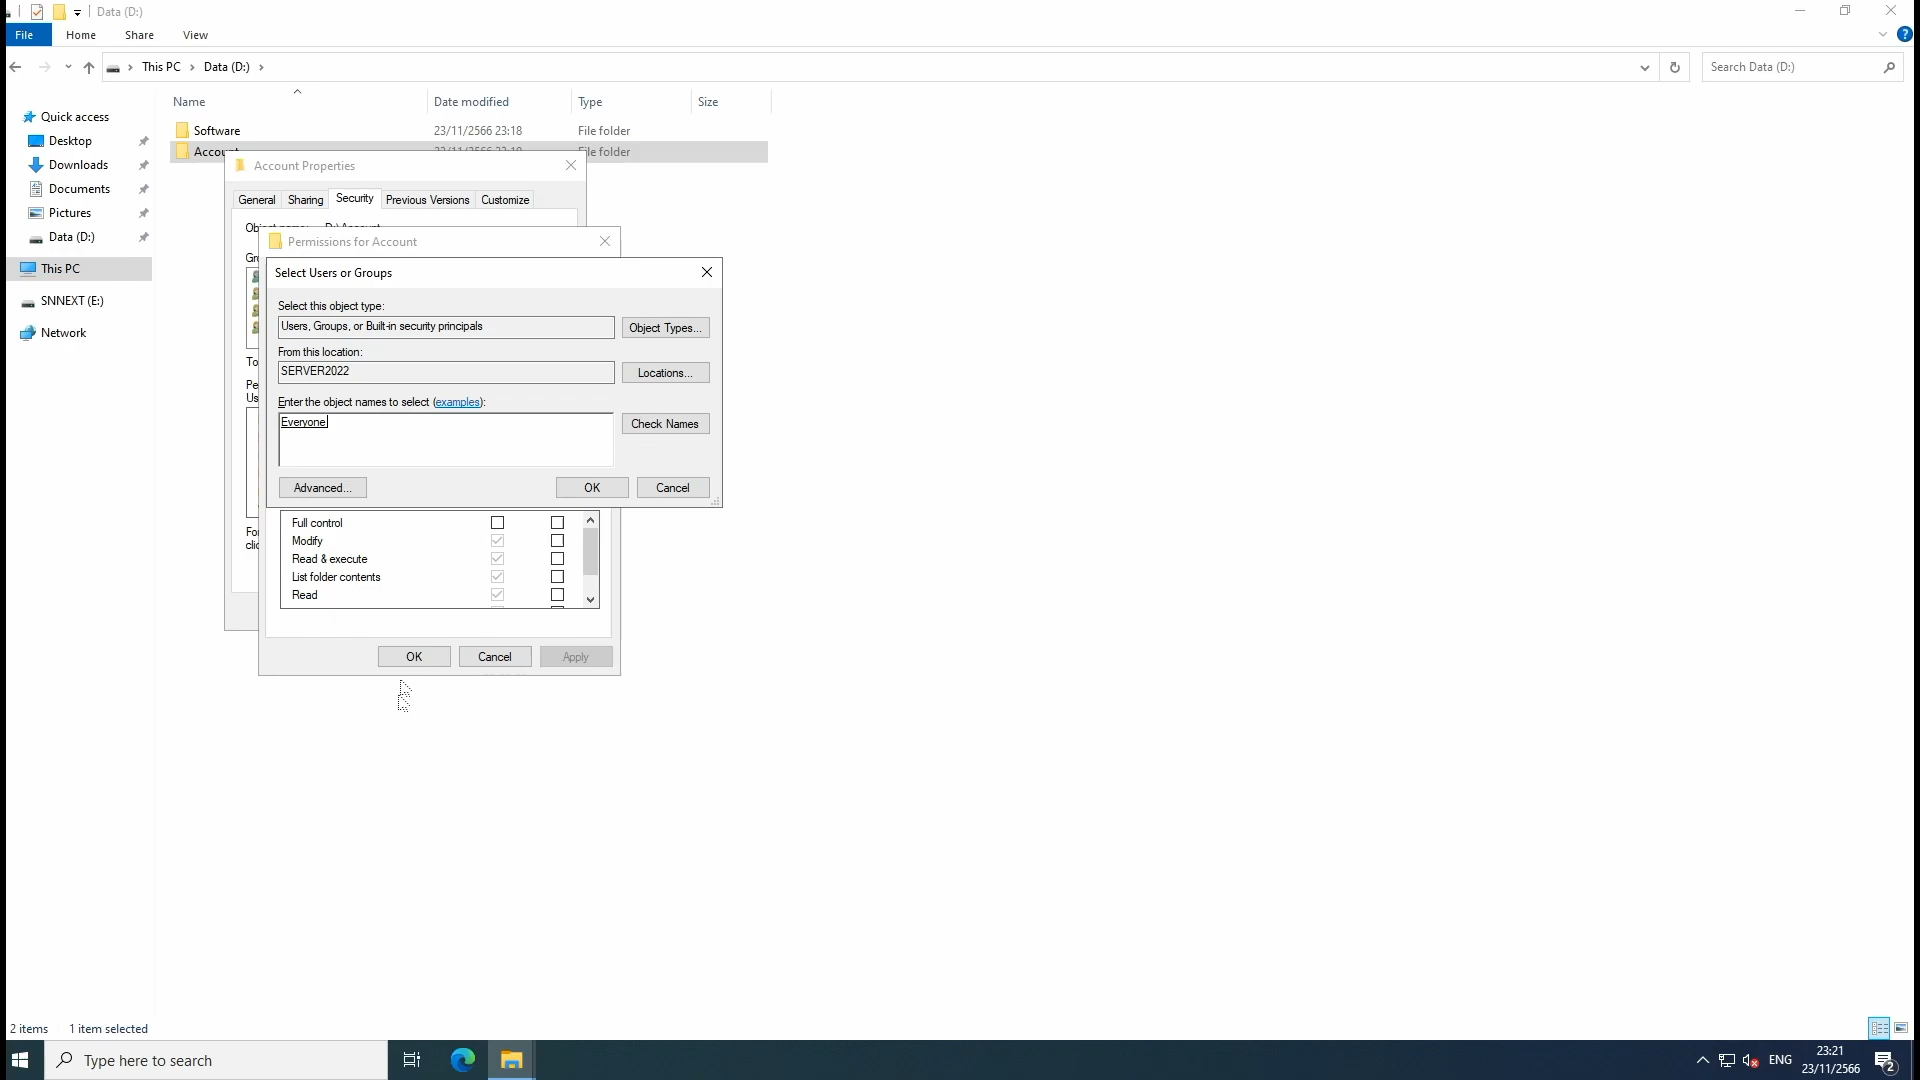 Data (D:)
File
Home
Share
View
This PC
Data (D:)
Search Data (D:)
Name
Date modified
Type
Size
Quick access
Desktop
Downloads
Documents
Pictures
Data (D:)
This PC
SNNEXT (E:)
Network
Software
23/11/2566 23:18
File folder
Account
File folder
Account Properties
General
Sharing
Security
Previous Versions
Customize
Permissions for Account
Select Users or Groups
Select this object type:
Users, Groups, or Built-in security principals
Object Types...
From this location:
SERVER2022
Locations...
Enter the object names to select (examples):
Everyone
Check Names
Advanced...
OK
Cancel
Full control
Modify
Read & execute
List folder contents
Read
OK
Cancel
Apply
2 items
1 item selected
Type here to search
ENG
23:21
23/11/2566
2